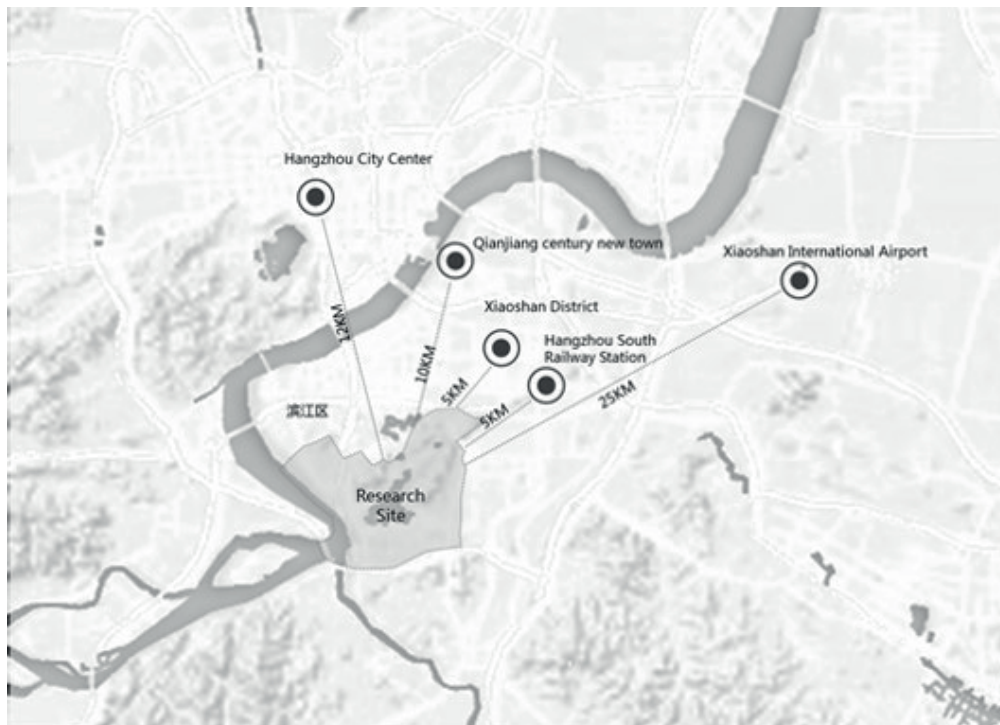 Hangzhou City Center
Qianjiang century new town
Xiaoshan International Airport
Xiaoshan District
Hangzhou South
Railway Station
12KM
10KM
5KM
5KM
25KM
滨江区
Research
Site